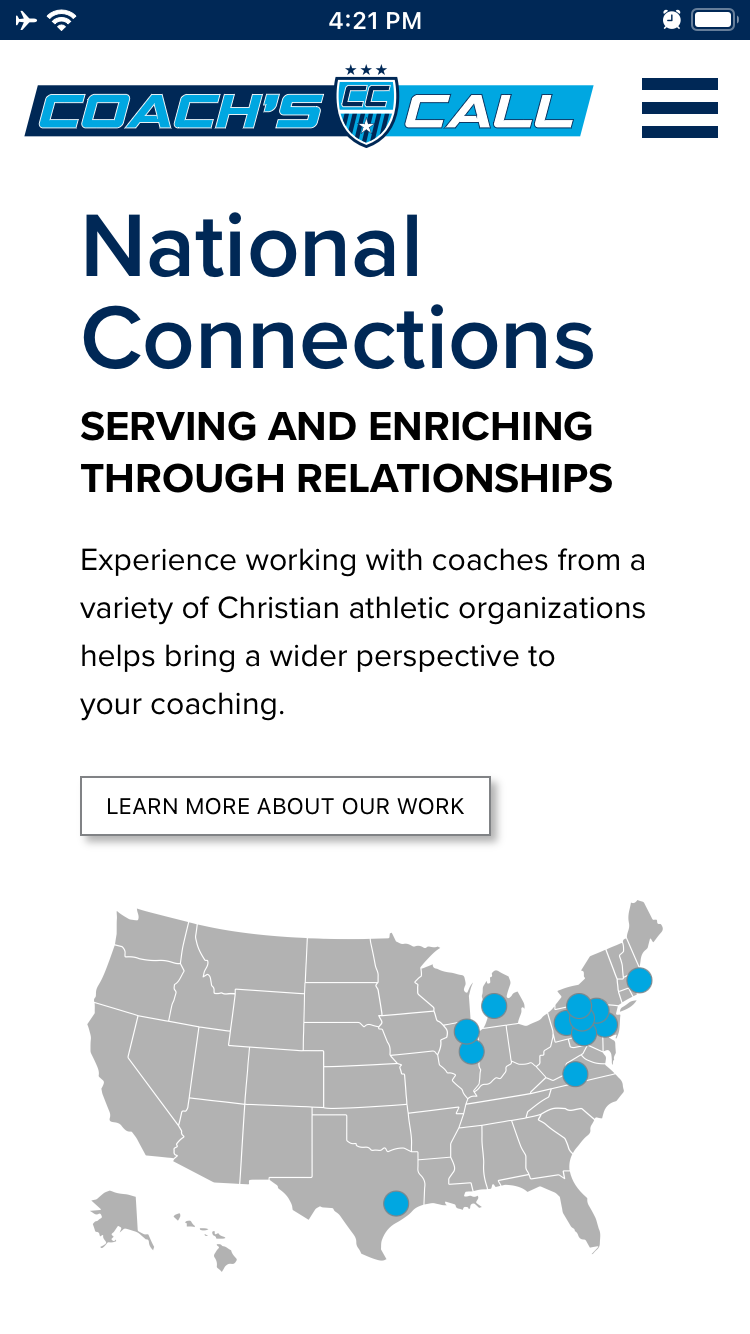 4:21 PM
COACH'S CC CALL
National
Connections
SERVING AND ENRICHING
THROUGH RELATIONSHIPS
Experience working with coaches from a
variety of Christian athletic organizations
helps bring a wider perspective to
your coaching.
LEARN MORE ABOUT OUR WORK